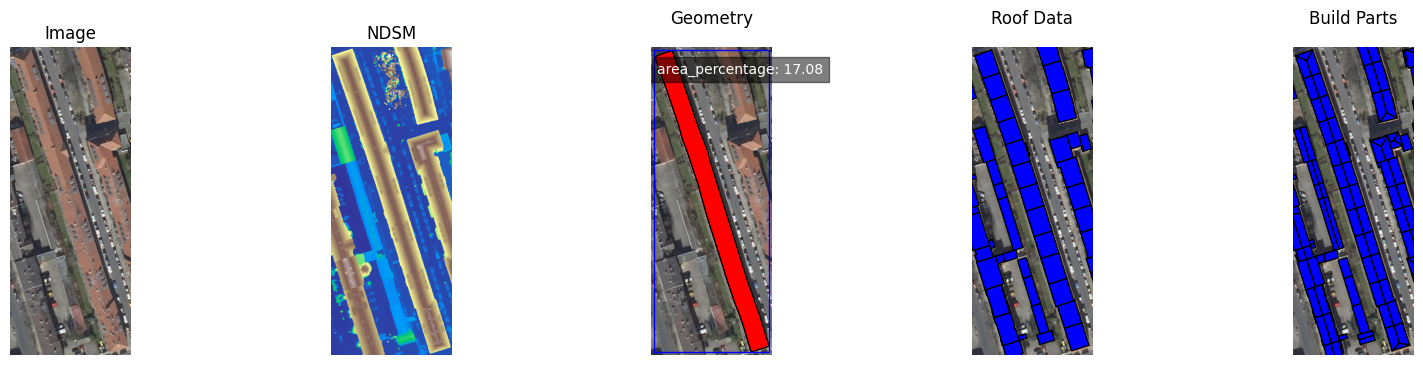 Image
NDSM
Geometry
Roof Data
Build Parts
area_percentage: 17.08